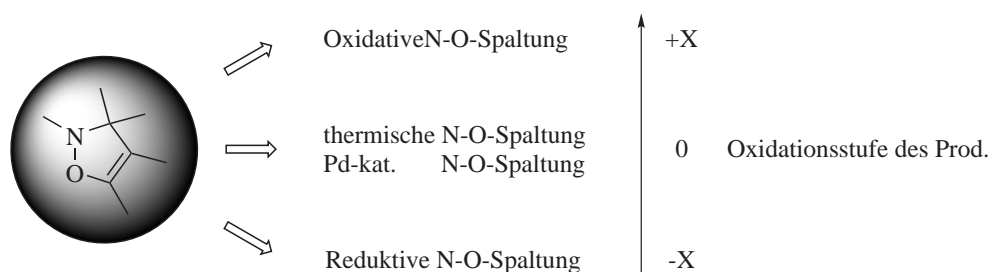 OxidativeN-O-Spaltung +X
N
O
thermische N-O-Spaltung
Pd-kat. N-O-Spaltung
0 Oxidationsstufe des Prod.
Reduktive N-O-Spaltung -X